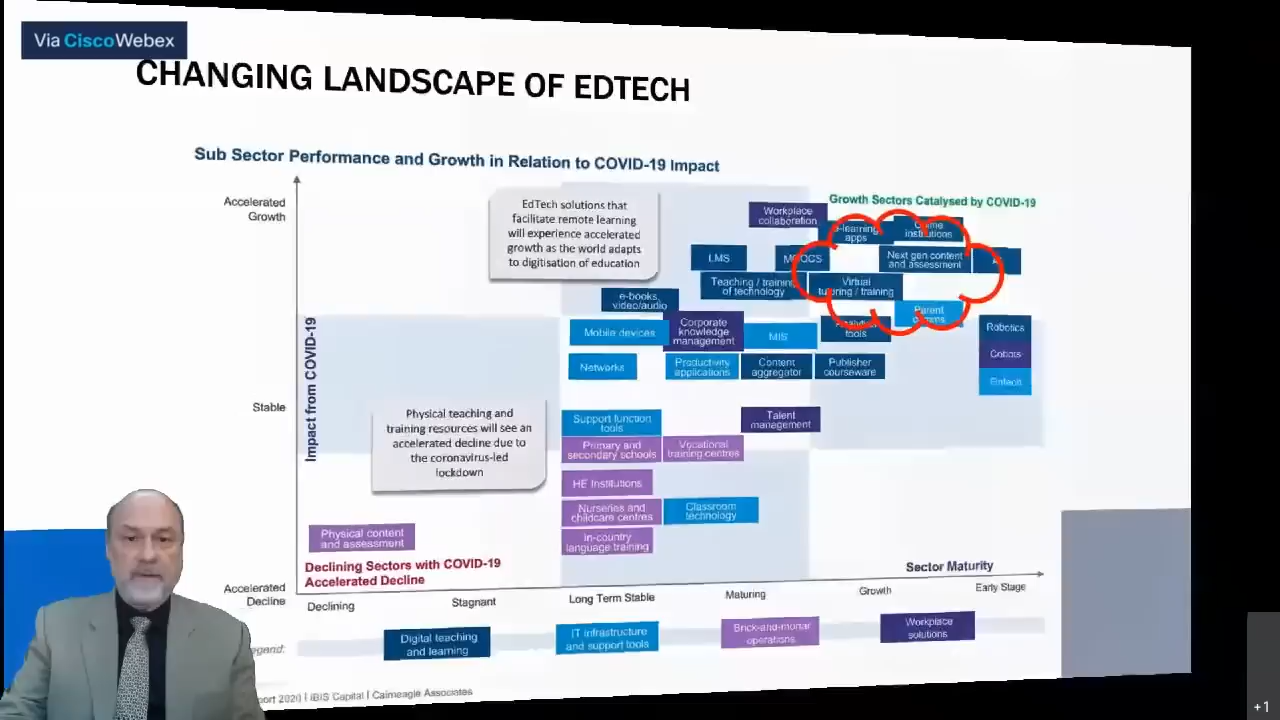 Via CiscoWebex
CHANGING LANDSCAPE OF EDTECH
Sub Sector Performance and Growth in Relation to COVID-19 Impact
Accelerated
Growth
EdTech solutions that
facilitate remote learning
will experience accelerated
growth as the world adapts
to digitisation of education
Growth Sectors Catalysed by COVID-19
Workplace
collaboration
e-learning
apps
Online
institutions
LMS
MOOCS
Next gen content
and assessment
Teaching / training
of technology
Virtual
tutoring / training
e-books,
video/audio
Parent
comms
Mobile devices
Corporate
knowledge
management
MIS
tools
Robotics
Cobots
Fintech
Networks
Productivity
applications
Content
aggregator
Publisher
courseware
Impact from COVID-19
Stable
Physical teaching and
training resources will see an
accelerated decline due to
the coronavirus-led
lockdown
Support function
tools
Talent
management
Primary and
secondary schools
Vocational
training centres
HE Institutions
Nurseries and
childcare centres
Classroom
technology
In-country
language training
Physical content
and assessment
Declining Sectors with COVID-19
Accelerated Decline
Sector Maturity
Accelerated
Decline
Declining
Stagnant
Long Term Stable
Maturing
Growth
Early Stage
Digital teaching
and learning
IT infrastructure
and support tools
Brick-and-mortar
operations
Workplace
solutions
2020 | IBIS Capital | Cairneagle Associates
+1